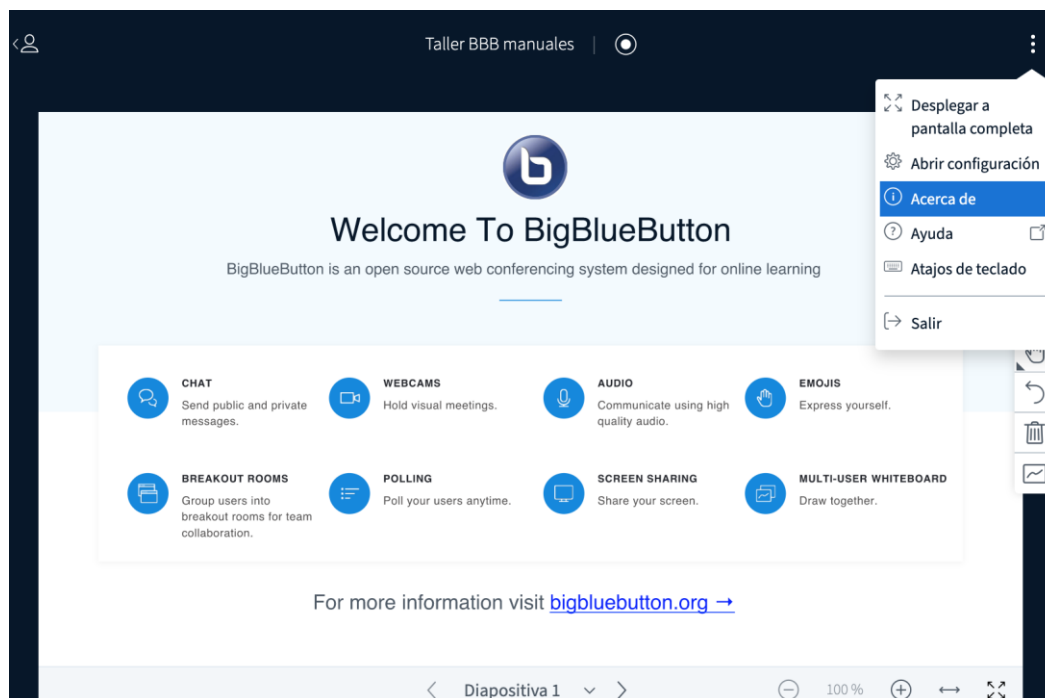 Taller BBB manuales
Desplegar a
pantalla completa
Abrir configuración
Acerca de
Ayuda
Atajos de teclado
Salir
Welcome To BigBlueButton
BigBlueButton is an open source web conferencing system designed for online learning
CHAT
Send public and private
messages.
WEBCAMS
Hold visual meetings.
AUDIO
Communicate using high
quality audio.
EMOJIS
Express yourself.
BREAKOUT ROOMS
Group users into
breakout rooms for team
collaboration.
POLLING
Poll your users anytime.
SCREEN SHARING
Share your screen.
MULTI-USER WHITEBOARD
Draw together.
For more information visit bigbluebutton.org →
Diapositiva 1
100 %